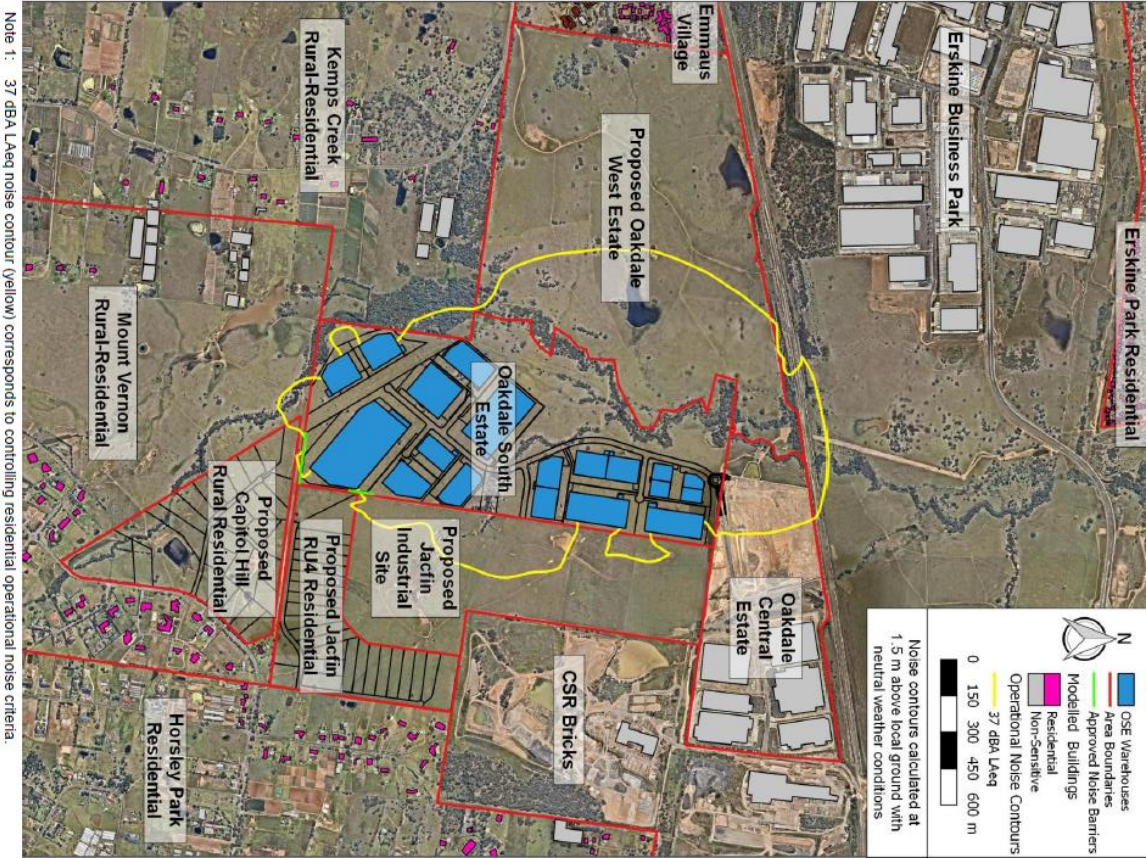 Erskine Park Residential
N
OSE Warehouses
Area Boundaries
Approved Noise Barriers
Modelled Buildings
Residential
Non-Sensitive
Operational Noise Contours
37 dBA LAeq
0 150 300 450 600 m
Noise contours calculated at
1.5 m above local ground with
neutral weather conditions
Erskine Business Park
Oakdale
Central
Estate
Emmaus
Village
Proposed Oakdale
West Estate
CSR Bricks
Oakdale South
Estate
Proposed
Jacfin
Industrial
Site
Kemps Creek
Rural-Residential
Proposed Jacfin
RU4 Residential
Proposed
Capitol Hill
Rural Residential
Horsley Park
Residential
Mount Vernon
Rural-Residential
Note 1: 37 dBA LAeq noise contour (yellow) corresponds to controlling residential operational noise criteria.